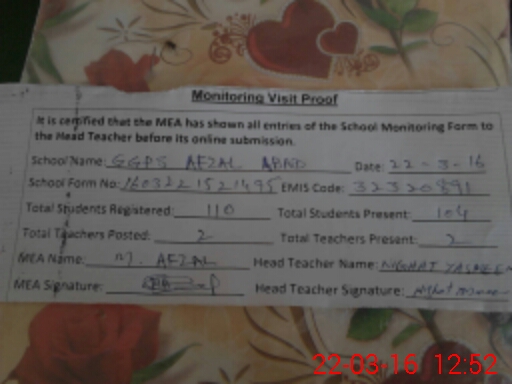 Monitoring Visit Proof
It is certified that the MEA has shown all entries of the School Monitoring Form to
the Head Teacher before its online submission.
School Name: GGPS AFZAL ABAD Date: 22-3-16
School Form No: EMIS Code: 32320891
Total Students Registered: 110 Total Students Present: 104
Total Teachers Posted: 2 Total Teachers Present: 2
MEA Name: M. AFZAL Head Teacher Name: NIGHAT YASMEEN
MEA Signature: Head Teacher Signature:
22-03-16 12:52